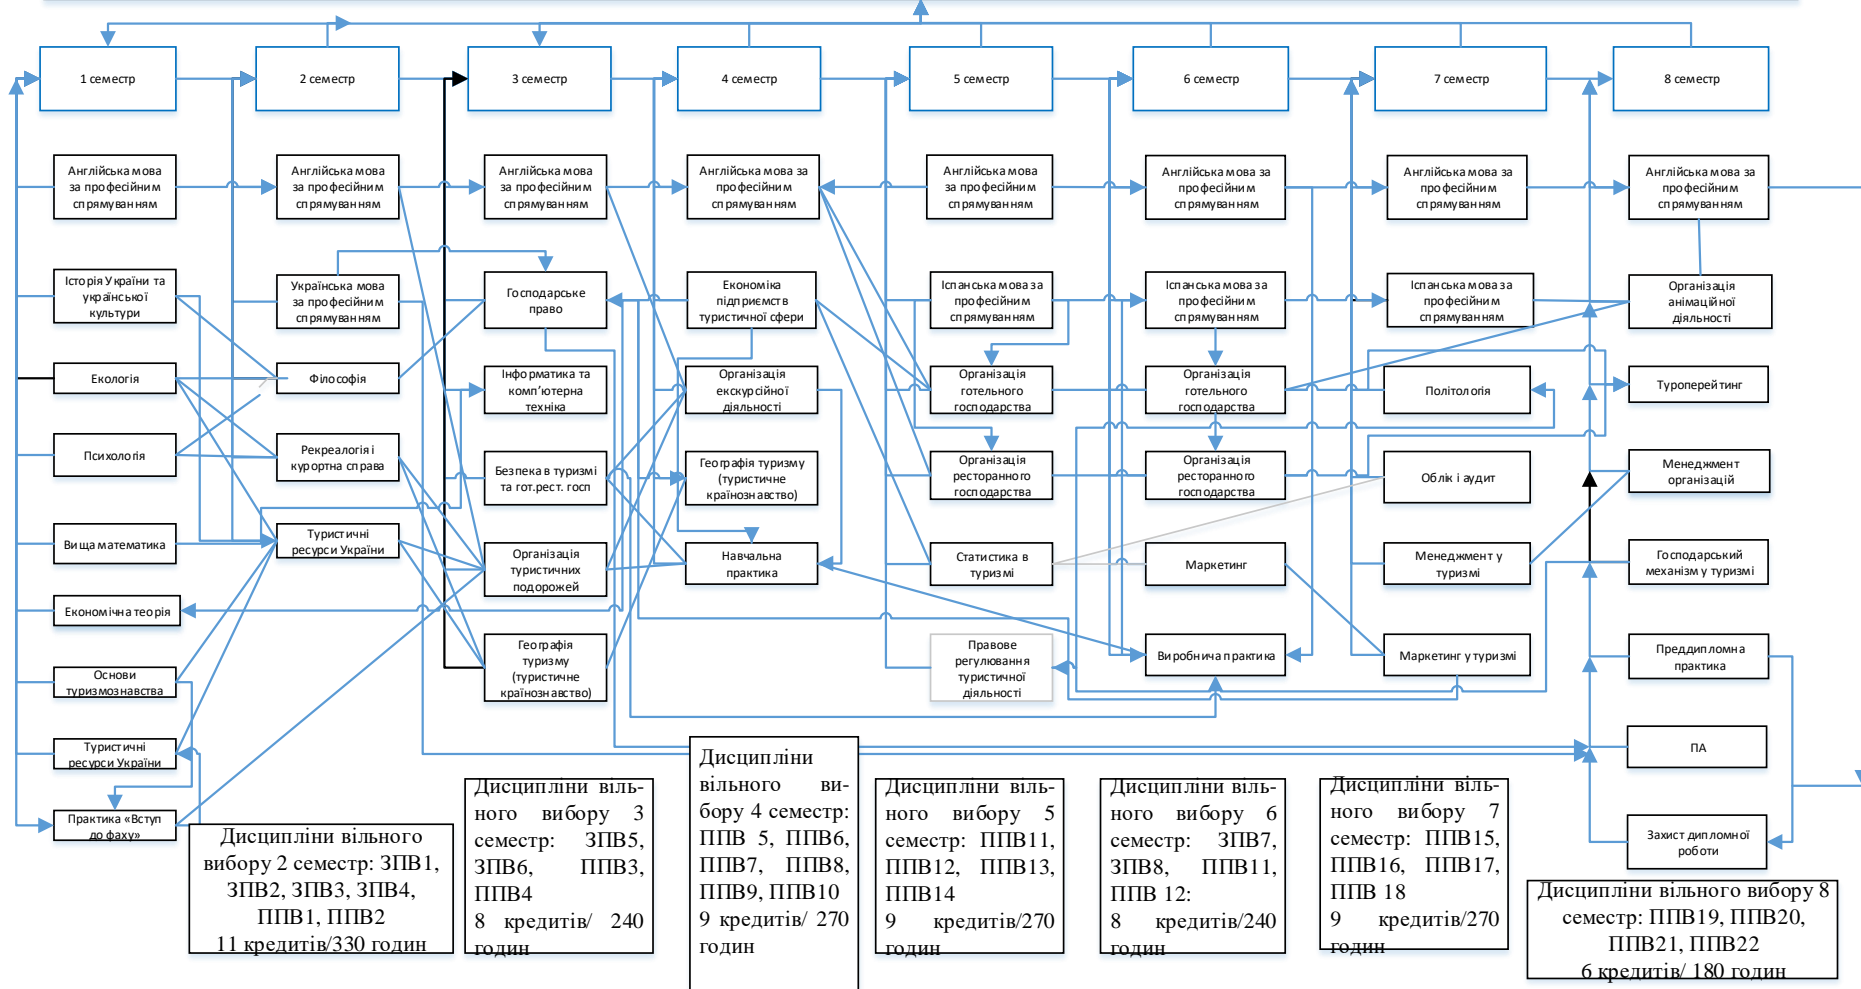 1 семестр
2 семестр
3 семестр
4 семестр
5 семестр
6 семестр
7 семестр
8 семестр
Англійська мова
за професійним
спрямуванням
Англійська мова
за професійним
спрямуванням
Англійська мова
за професійним
спрямуванням
Англійська мова за
професійним
спрямуванням
Англійська мова
за професійним
спрямуванням
Англійська мова за
професійним
спрямуванням
Англійська мова за
професійним
спрямуванням
Англійська мова за
професійним
спрямуванням
Історія України та
української
культури
Українська мова
за професійним
спрямуванням
Господарське
право
Економіка
підприємств
туристичної сфери
Іспанська мова за
професійним
спрямуванням
Іспанська мова за
професійним
спрямуванням
Іспанська мова за
професійним
спрямуванням
Організація
анімаційної
діяльності
Екологія
Філософія
Інформатика та
комп’ютерна
техніка
Організація
екскурсійної
діяльності
Організація
готельного
господарства
Організація
готельного
господарства
Політологія
Туроперейтинг
Психологія
Рекреалогія і
курортна справа
Безпека в туризмі
та гот.рест. госп
Географія туризму
(туристичне
країнознавство)
Організація
ресторанного
господарства
Організація
ресторанного
господарства
Облік і аудит
Менеджмент
організацій
Вища математика
Туристичні
ресурси України
Організація
туристичних
подорожей
Навчальна
практика
Статистика в
туризмі
Маркетинг
Менеджмент у
туризмі
Господарський
механізм у туризмі
Економічна теорія
Географія
туризму
(туристичне
країнознавство)
Правове
регулювання
туристичної
діяльності
Виробнича практика
Маркетинг у туризмі
Преддипломна
практика
Основи
туризмознавства
Туристичні
ресурси України
ПА
Практика «Вступ
до фаху»
Захист дипломної
роботи
Дисципліни вільного
вибору 2 семестр: ЗПВ1,
ЗПВ2, ЗПВ3, ЗПВ4,
ППВ1, ППВ2
11 кредитів/330 годин
Дисципліни віль-
ного вибору 3
семестр: ЗПВ5,
ЗПВ6, ППВ3,
ППВ4
8 кредитів/ 240
годин
Дисципліни
вільного ви-
бору 4 семестр:
ППВ 5, ППВ6,
ППВ7, ППВ8,
ППВ9, ППВ10
9 кредитів/ 270
годин
Дисципліни віль-
ного вибору 5
семестр: ППВ11,
ППВ12, ППВ13,
ППВ14
9 кредитів/270
годин
Дисципліни віль-
ного вибору 6
семестр: ЗПВ7,
ЗПВ8, ППВ11,
ППВ 12:
8 кредитів/240
годин
Дисципліни віль-
ного вибору 7
семестр: ППВ15,
ППВ16, ППВ17,
ППВ 18
9 кредитів/270
годин
Дисципліни вільного вибору 8
семестр: ППВ19, ППВ20,
ППВ21, ППВ22
6 кредитів/ 180 годин